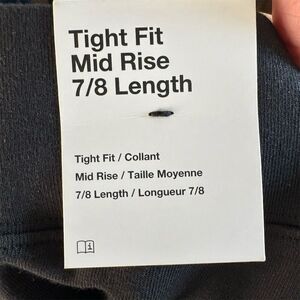 Tight Fit
Mid Rise
7/8 Length
Tight Fit / Collant
Mid Rise / Taille Moyenne
7/8 Length / Longueur 7/8